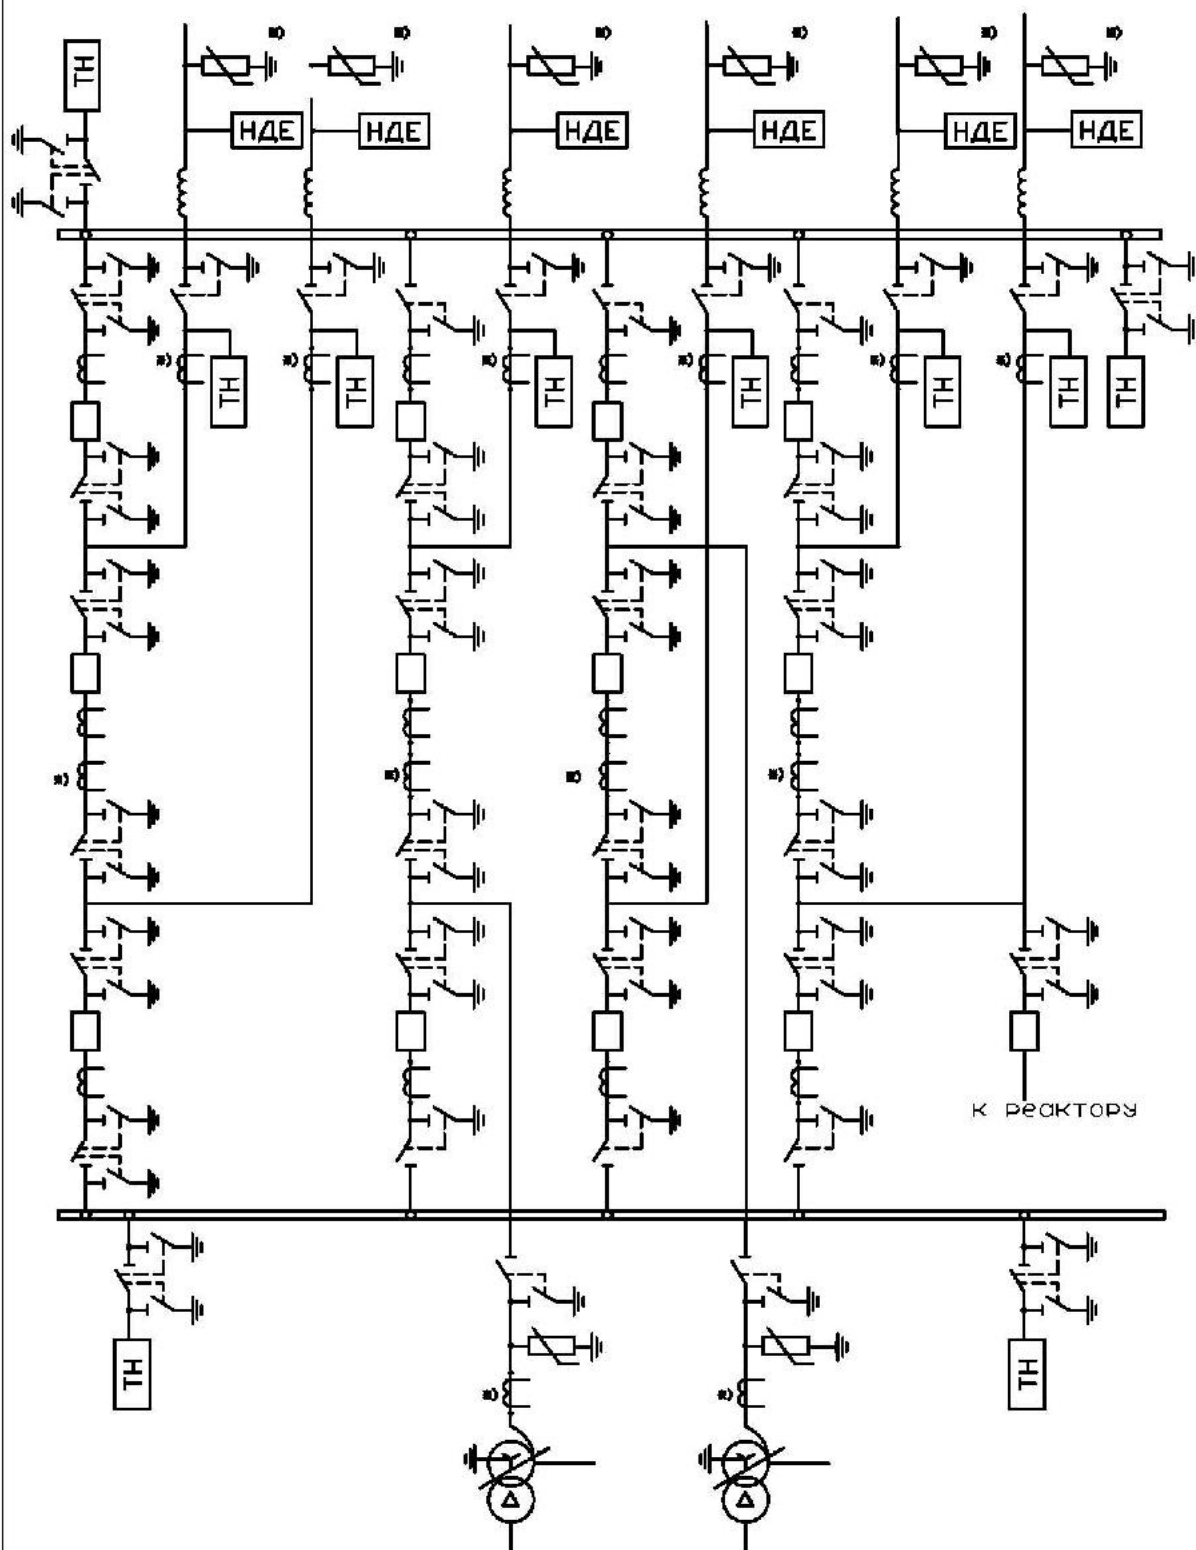 *) *) *) *) *) *)
ТН
НДЕ НДЕ НДЕ НДЕ НДЕ НДЕ
*) *) *) *) *) *)
ТН ТН ТН ТН ТН ТН ТН
*) *) *) *)
К реактору
ТН ТН
*) *)